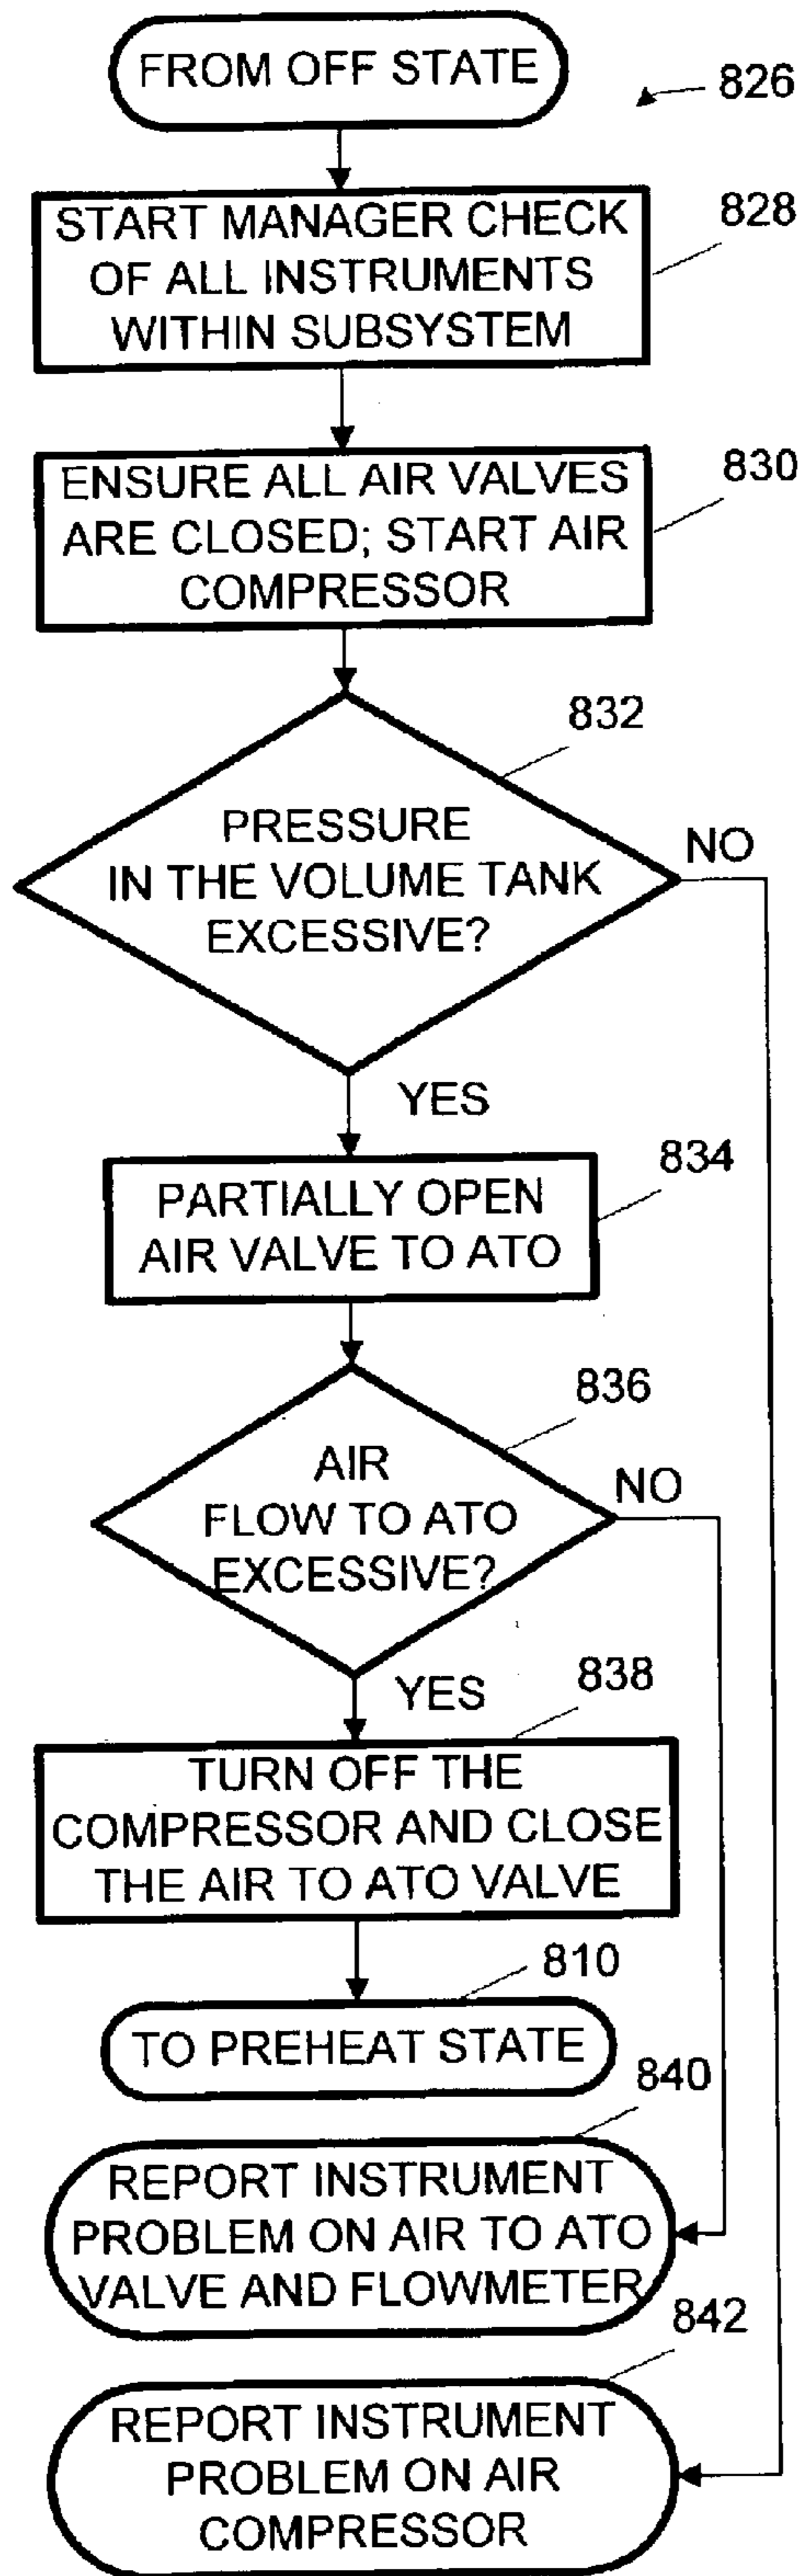 FROM OFF STATE
826
START MANAGER CHECK
OF ALL INSTRUMENTS
WITHIN SUBSYSTEM
828
ENSURE ALL AIR VALVES
ARE CLOSED; START AIR
COMPRESSOR
830
832
PRESSURE
IN THE VOLUME TANK
EXCESSIVE?
NO
YES
834
PARTIALLY OPEN
AIR VALVE TO ATO
836
AIR
FLOW TO ATO
EXCESSIVE?
NO
YES
838
TURN OFF THE
COMPRESSOR AND CLOSE
THE AIR TO ATO VALVE
810
TO PREHEAT STATE
840
REPORT INSTRUMENT
PROBLEM ON AIR TO ATO
VALVE AND FLOWMETER
842
REPORT INSTRUMENT
PROBLEM ON AIR
COMPRESSOR